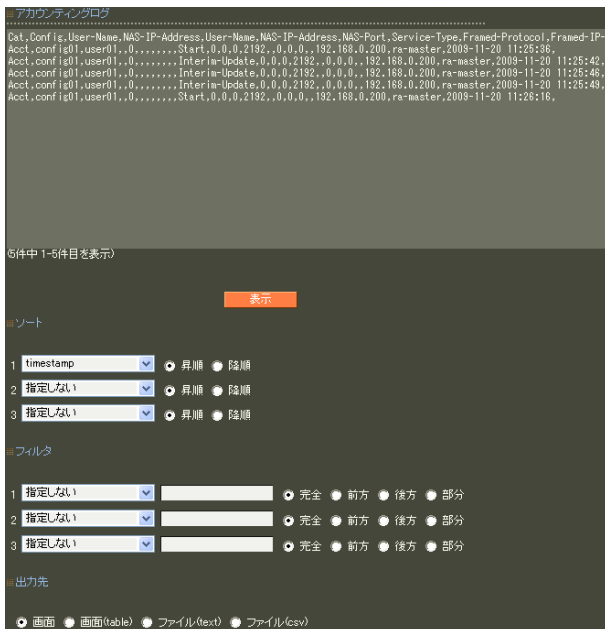 アカウンティングログ
Cat,Config,User-Name,NAS-IP-Address,User-Name,NAS-IP-Address,NAS-Port,Service-Type,Framed-Protocol,Framed-IP-
Acct,config01,user01,,0,,,,,,,Start,0,0,0,2192,,0,0,0,,192.168.0.200,ra-master,2009-11-20 11:25:36,
Acct,config01,user01,,0,,,,,,,Interim-Update,0,0,0,2192,,0,0,0,,192.168.0.200,ra-master,2009-11-20 11:25:42,
Acct,config01,user01,,0,,,,,,,Interim-Update,0,0,0,2192,,0,0,0,,192.168.0.200,ra-master,2009-11-20 11:25:46,
Acct,config01,user01,,0,,,,,,,Interim-Update,0,0,0,2192,,0,0,0,,192.168.0.200,ra-master,2009-11-20 11:25:49,
Acct,config01,user01,,0,,,,,,,Start,0,0,0,2192,,0,0,0,,192.168.0.200,ra-master,2009-11-20 11:26:16,
(5件中 1-5件目を表示)
表示
ソート
1 timestamp 昇順 降順
2 指定しない 昇順 降順
3 指定しない 昇順 降順
フィルタ
1 指定しない 完全 前方 後方 部分
2 指定しない 完全 前方 後方 部分
3 指定しない 完全 前方 後方 部分
出力先
画面 画面(table) ファイル(text) ファイル(csv)